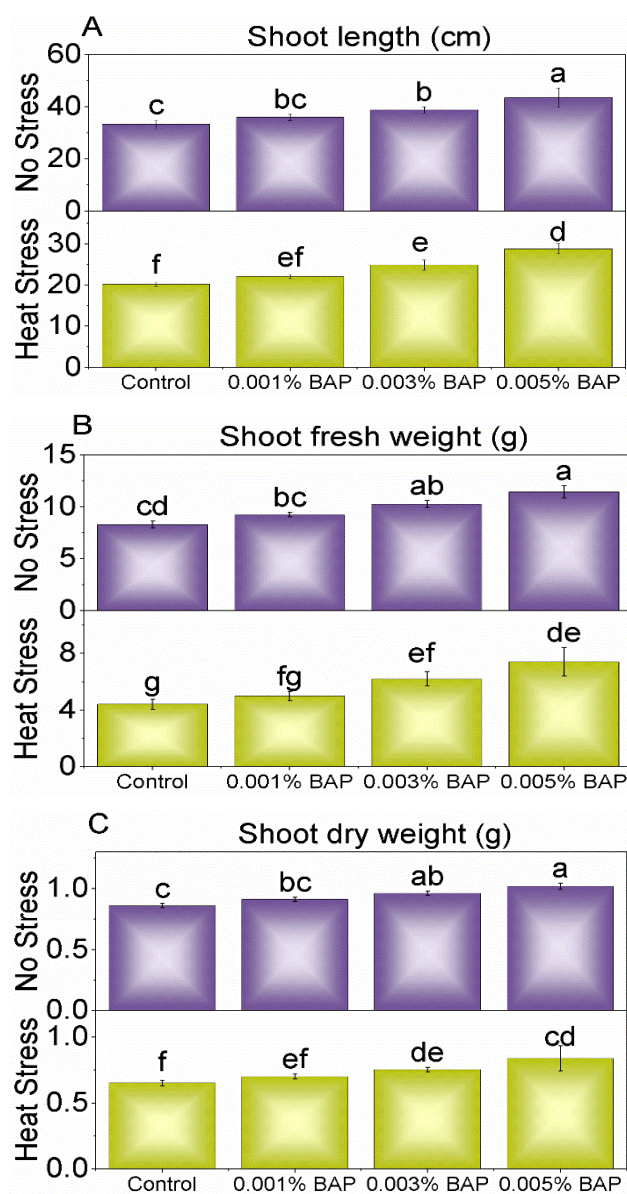 A
Shoot length (cm)
60
40
20
0
No Stress
c bc b a
30
20
10
0
Heat Stress
f ef e d
Control 0.001% BAP 0.003% BAP 0.005% BAP
B
Shoot fresh weight (g)
15
10
5
0
No Stress
cd bc ab a
8
4
0
Heat Stress
g fg ef de
Control 0.001% BAP 0.003% BAP 0.005% BAP
C
Shoot dry weight (g)
1.0
0.5
0.0
No Stress
c bc ab a
1.0
0.5
0.0
Heat Stress
f ef de cd
Control 0.001% BAP 0.003% BAP 0.005% BAP